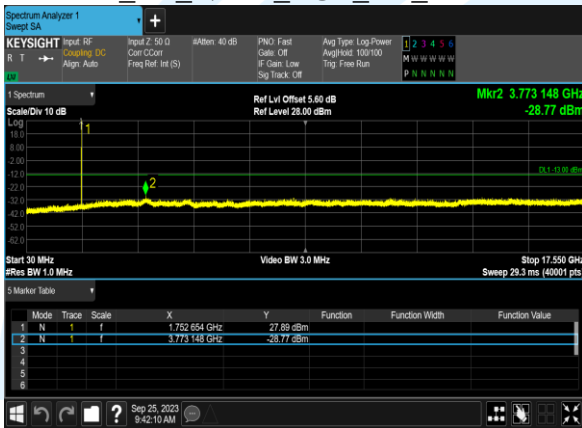 Spectrum Analyzer 1
Swept SA
+
KEYSIGHT Input: RF Input Z: 50 Ω #Atten: 40 dB PNO: Fast Avg Type: Log-Power 1 2 3 4 5 6
R T Coupling: DC Corr CCorr Gate: Off Avg|Hold: 100/100 M W W W W W
Align: Auto Freq Ref: Int (S) IF Gain: Low Trig: Free Run
LV Sig Track: Off P N N N N N
1 Spectrum Ref Lvl Offset 5.60 dB Mkr2 3.773 148 GHz
Scale/Div 10 dB Ref Level 28.00 dBm -28.77 dBm
Log
18.0
1
8.00
-2.00
-12.0 DL1 -13.00 dBm
-22.0 2
-32.0
-42.0
-52.0
-62.0
Start 30 MHz Video BW 3.0 MHz Stop 17.550 GHz
#Res BW 1.0 MHz Sweep 29.3 ms (40001 pts
5 Marker Table
Mode Trace Scale X Y Function Function Width Function Value
1 N 1 f 1.752 654 GHz 27.89 dBm
2 N 1 f 3.773 148 GHz -28.77 dBm
3
4
5
6
? Sep 25, 2023
9:42:10 AM